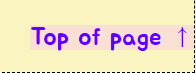 Top of page ↑